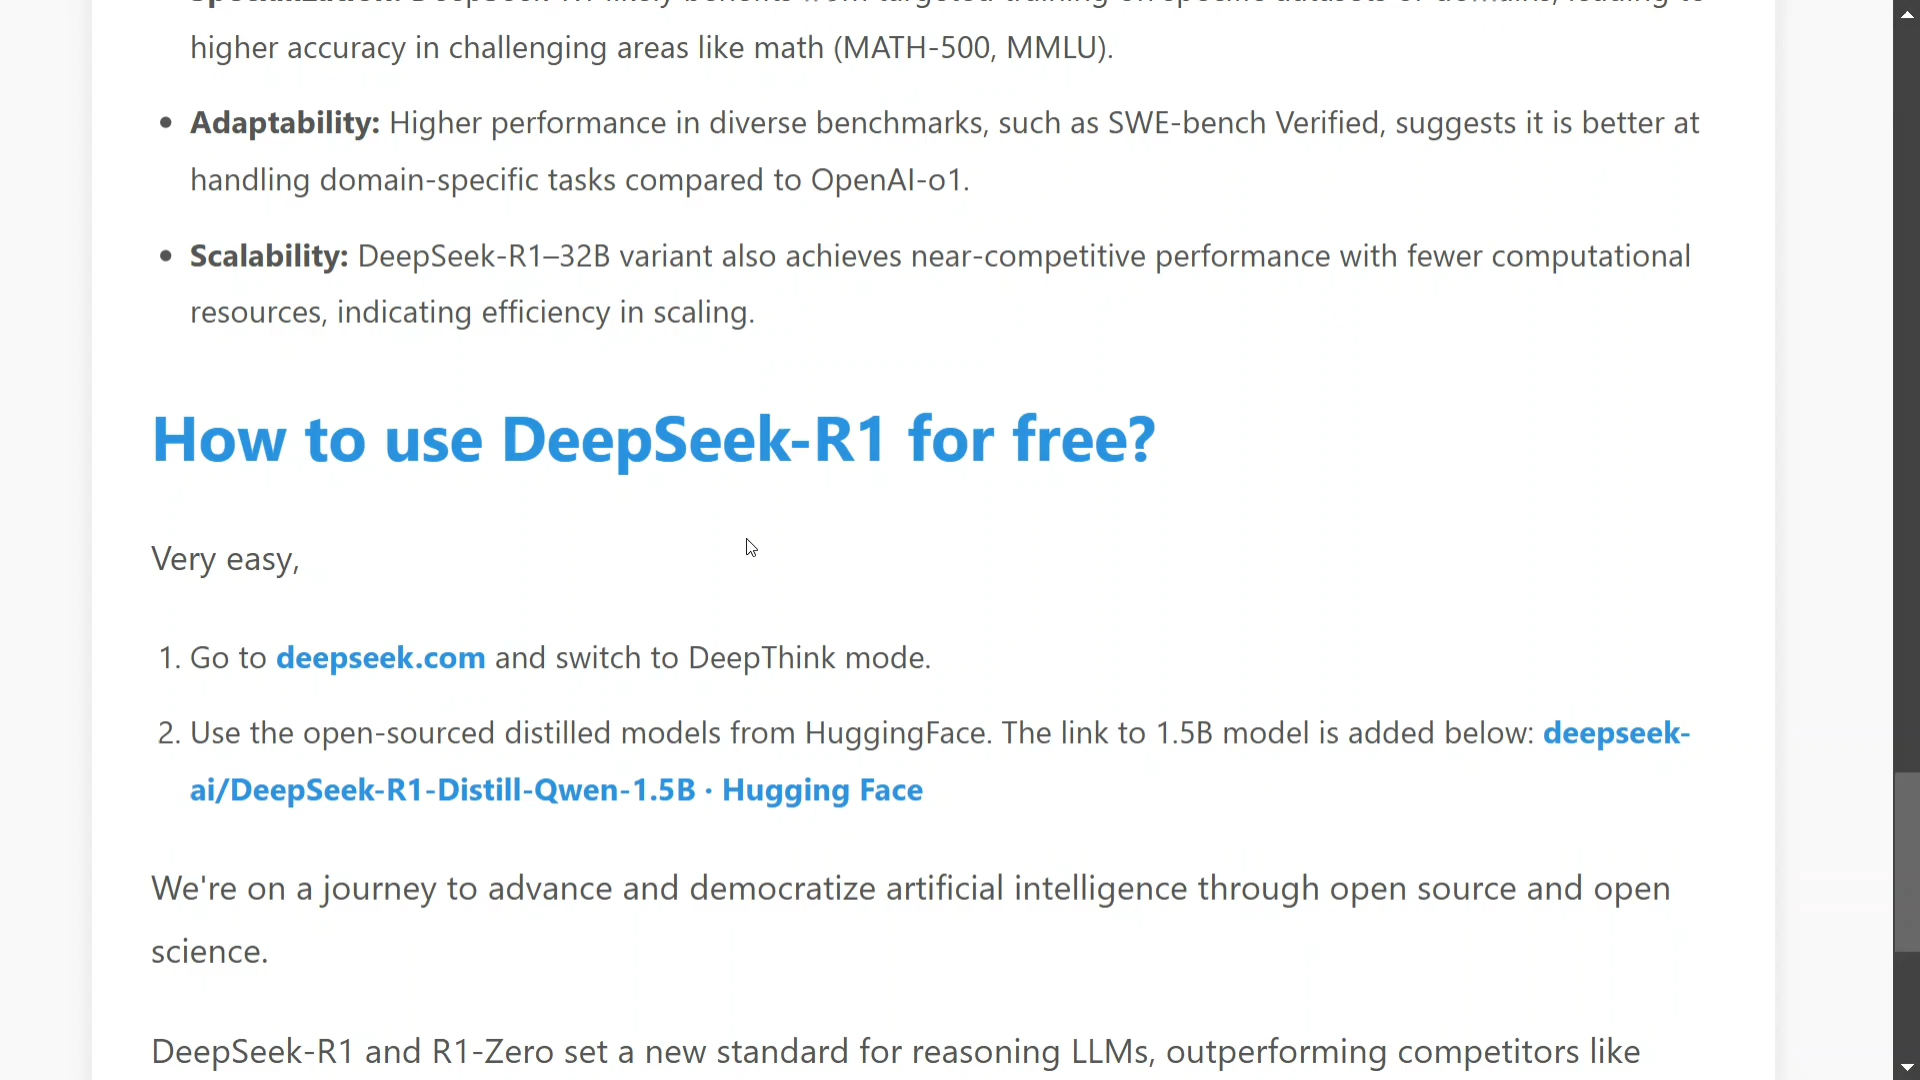 higher accuracy in challenging areas like math (MATH-500, MMLU).
• Adaptability: Higher performance in diverse benchmarks, such as SWE-bench Verified, suggests it is better at
handling domain-specific tasks compared to OpenAI-o1.
• Scalability: DeepSeek-R1–32B variant also achieves near-competitive performance with fewer computational
resources, indicating efficiency in scaling.
How to use DeepSeek-R1 for free?
Very easy,
1. Go to deepseek.com and switch to DeepThink mode.
2. Use the open-sourced distilled models from HuggingFace. The link to 1.5B model is added below: deepseek-
ai/DeepSeek-R1-Distill-Qwen-1.5B · Hugging Face
We're on a journey to advance and democratize artificial intelligence through open source and open
science.
DeepSeek-R1 and R1-Zero set a new standard for reasoning LLMs, outperforming competitors like